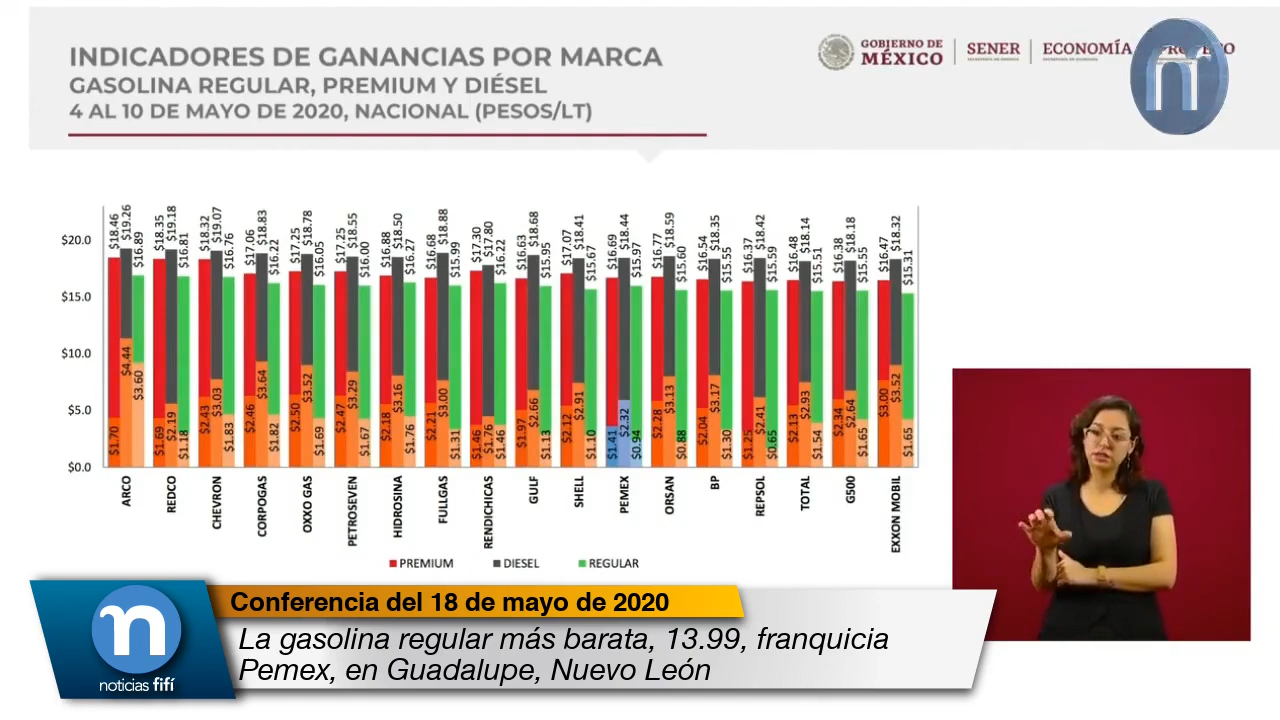 INDICADORES DE GANANCIAS POR MARCA
GASOLINA REGULAR, PREMIUM Y DIÉSEL
4 AL 10 DE MAYO DE 2020, NACIONAL (PESOS/LT)
GOBIERNO DE
MÉXICO
SENER
ECONOMÍA
n
$20.0
$15.0
$10.0
$5.0
$0.0
$18.46 $19.26 $16.89
$18.35 $19.18 $16.81
$18.32 $19.07 $16.76
$17.06 $18.83 $16.22
$17.25 $18.78 $16.05
$17.25 $18.55 $16.00
$16.88 $18.50 $16.27
$16.68 $18.88 $15.99
$17.30 $17.80 $16.22
$16.63 $18.68 $15.95
$17.07 $18.41 $15.67
$16.69 $18.44 $15.97
$16.77 $18.59 $15.60
$16.54 $18.35 $15.55
$16.37 $18.42 $15.59
$16.48 $18.14 $15.51
$16.38 $18.18 $15.55
$16.47 $18.32 $15.31
$1.70 $4.44 $3.60
$1.69 $2.19 $1.18
$2.43 $3.03 $1.83
$2.46 $3.64 $1.82
$2.50 $3.52 $1.69
$2.47 $3.29 $1.67
$2.18 $3.16 $1.76
$2.21 $3.00 $1.31
$1.46 $1.76 $1.46
$1.97 $2.66 $1.13
$2.12 $2.91 $1.10
$1.41 $2.32 $0.94
$2.28 $3.13 $0.88
$2.04 $3.17 $1.30
$1.25 $2.41 $0.65
$2.13 $2.93 $1.54
$2.34 $2.64 $1.65
$3.00 $3.52 $1.65
ARCO
REDCO
CHEVRON
CORPOGAS
OXXO GAS
PETROSEVEN
HIDROSINA
FULLGAS
RENDICHICAS
GULF
SHELL
PEMEX
ORSAN
BP
REPSOL
TOTAL
G500
EXXON MOBIL
PREMIUM
DIESEL
REGULAR
Conferencia del 18 de mayo de 2020
La gasolina regular más barata, 13.99, franquicia
Pemex, en Guadalupe, Nuevo León
n
noticias fifí